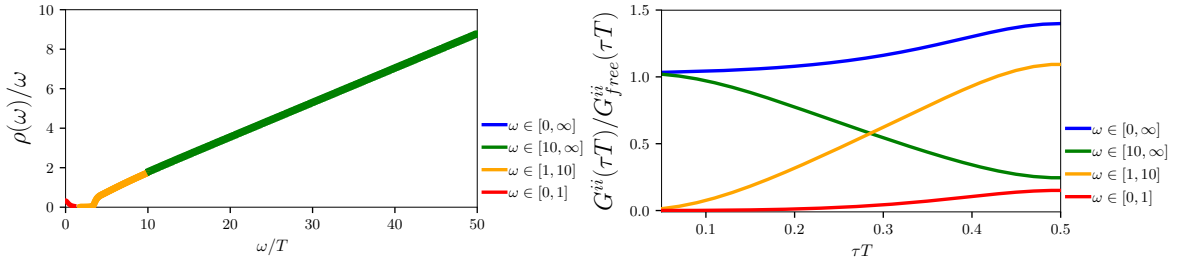 10
8
6
4
2
0
0
10
20
30
40
50
ρ(ω)/ω
ω/T
ω ∈ [0, ∞]
ω ∈ [10, ∞]
ω ∈ [1, 10]
ω ∈ [0, 1]
1.5
1.0
0.5
0.0
0.1
0.2
0.3
0.4
0.5
G^{ii}(τT)/G^{ii}_{free}(τT)
τT
ω ∈ [0, ∞]
ω ∈ [10, ∞]
ω ∈ [1, 10]
ω ∈ [0, 1]